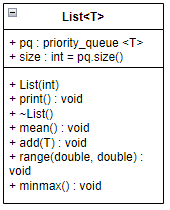 List<T>
+ pq : priority_queue <T>
+ size : int = pq.size()
+ List(int)
+ print() : void
+ ~List()
+ mean() : void
+ add(T) : void
+ range(double, double) :
void
+ minmax() : void